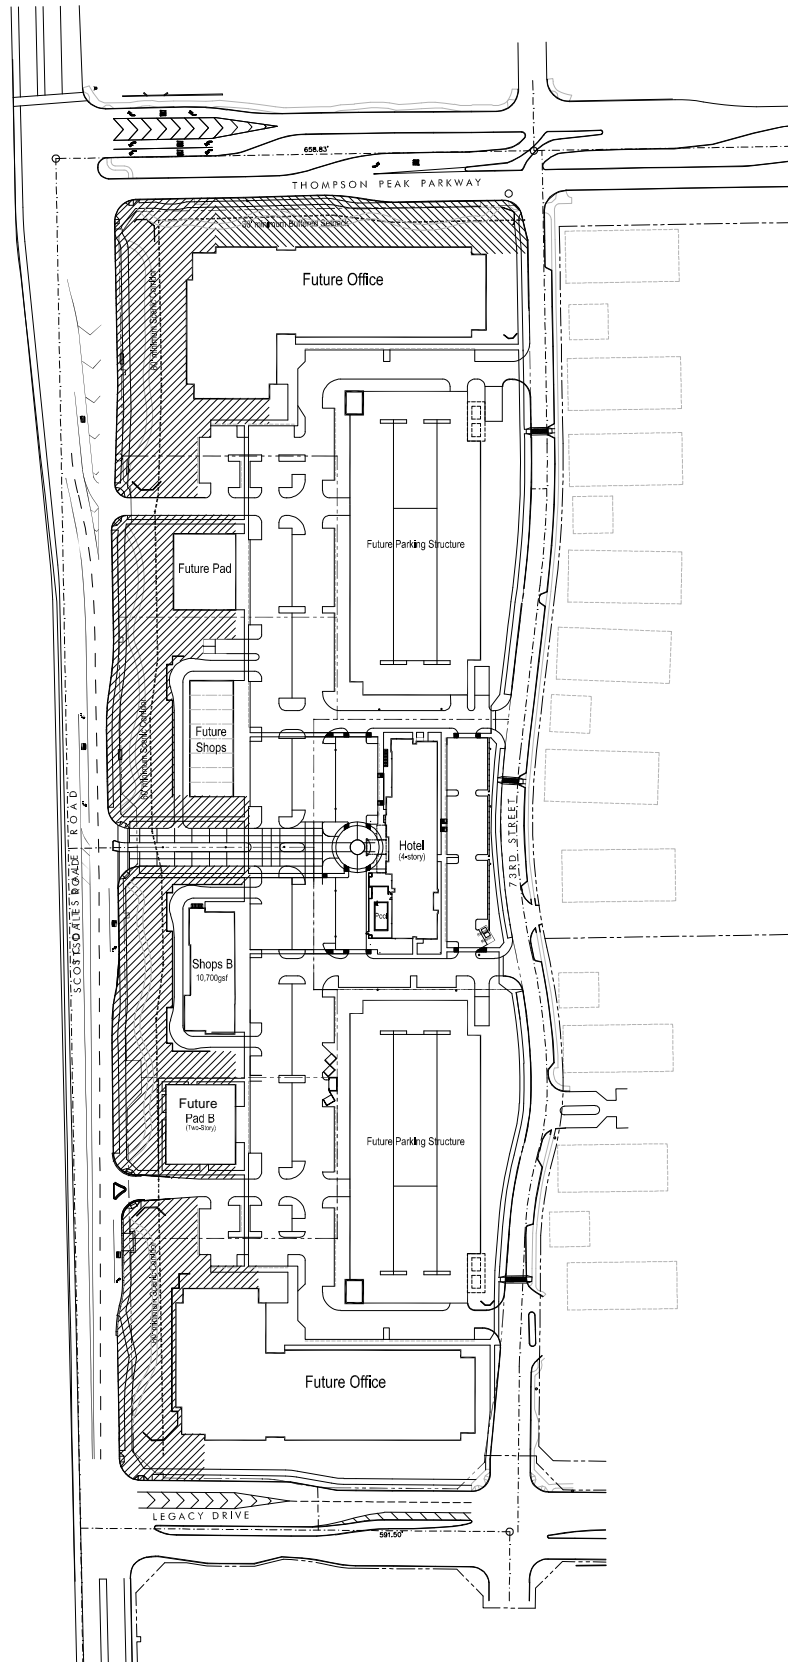 658.83'
THOMPSON PEAK PARKWAY
Future Office
Future Parking Structure
Future Pad
Future
Shops
Hotel
(4-story)
Pool
73RD STREET
SCOTTSDALE ROAD
Shops B
10,700gsf
Future
Pad B
(Two-Story)
Future Parking Structure
Future Office
LEGACY DRIVE
591.50'